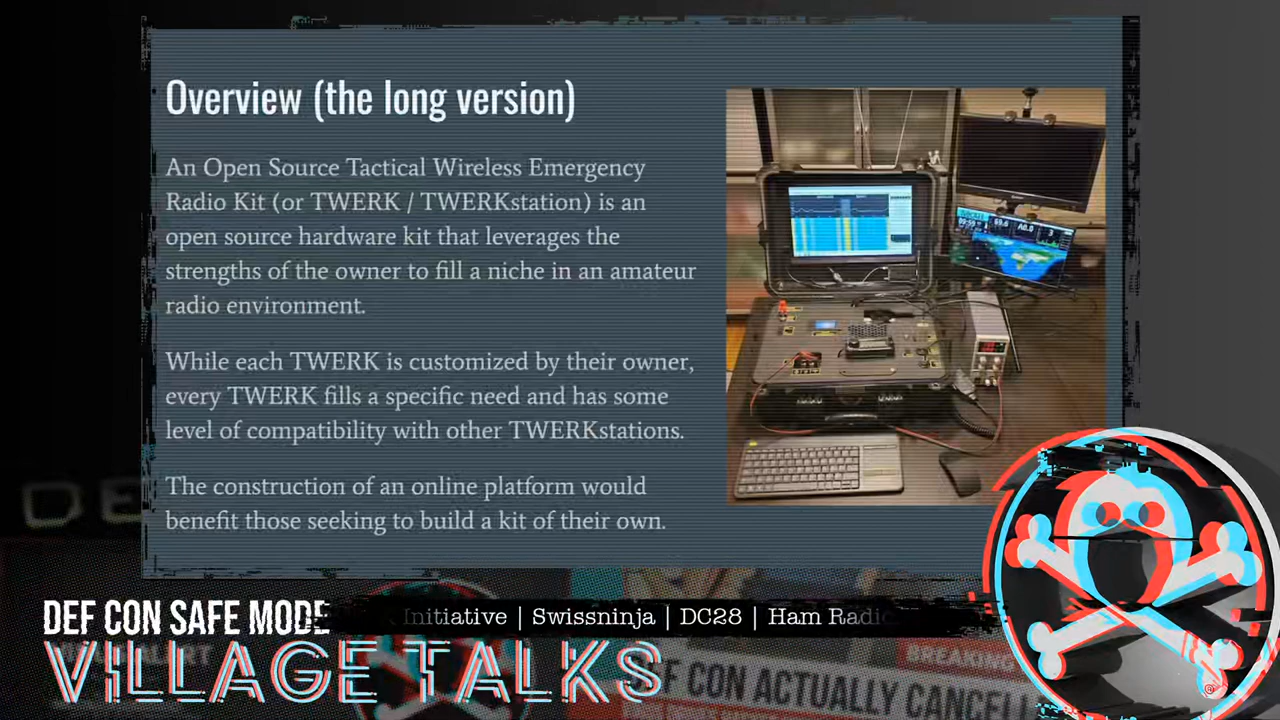 Overview (the long version)
An Open Source Tactical Wireless Emergency
Radio Kit (or TWERK / TWERKstation) is an
open source hardware kit that leverages the
strengths of the owner to fill a niche in an amateur
radio environment.
While each TWERK is customized by their owner,
every TWERK fills a specific need and has some
level of compatibility with other TWERKstations.
The construction of an online platform would
benefit those seeking to build a kit of their own.
DEF CON SAFE MODE
Initiative | Swissninja | DC28 | Ham Radio
VILLAGE TALKS
BREAKING
DEF CON ACTUALLY CANCELL